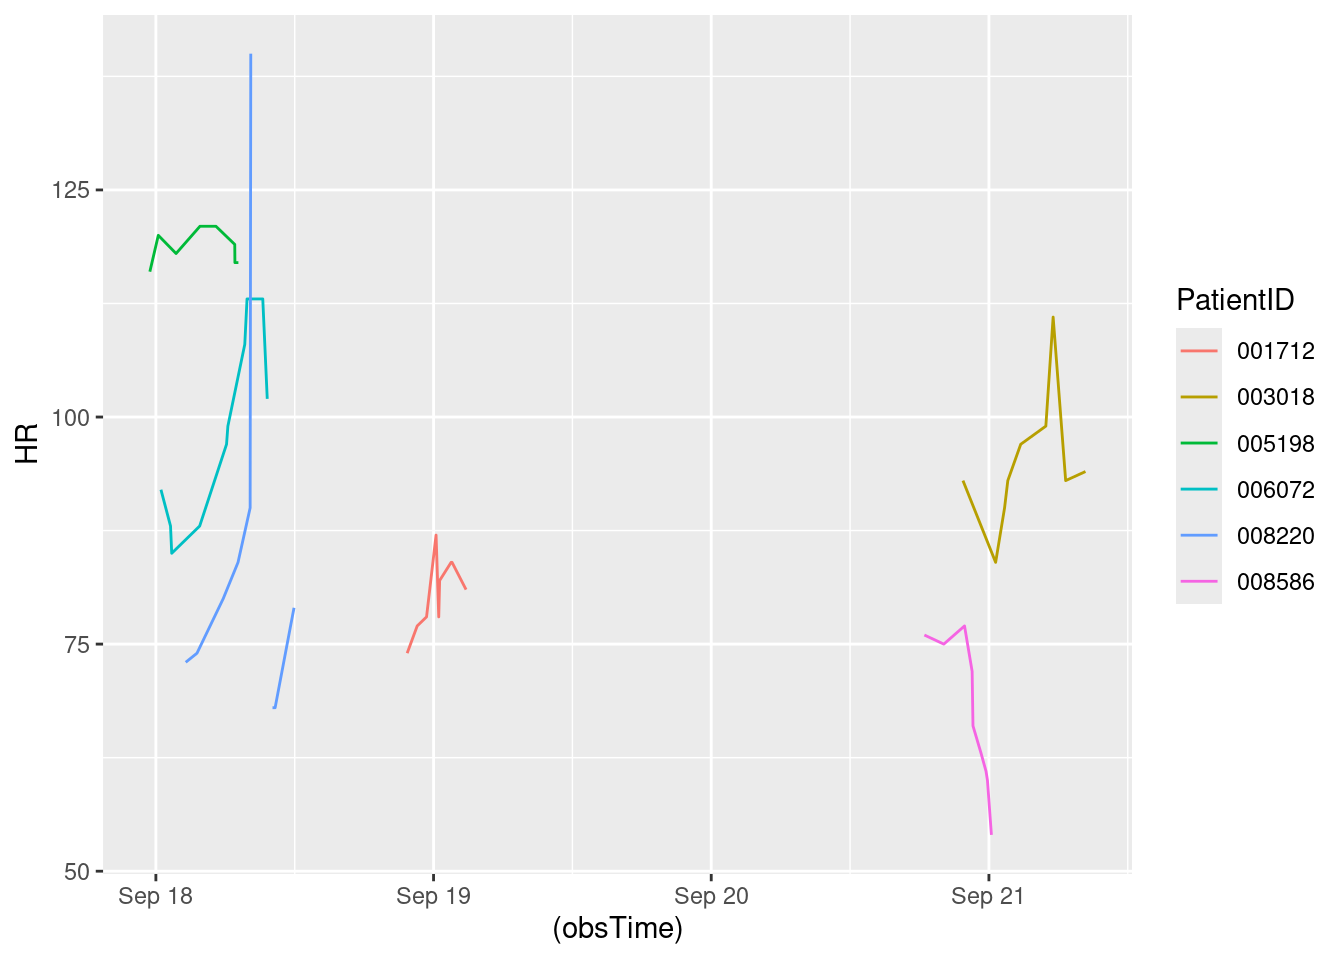 125
100
75
50
HR
Sep 18
Sep 19
Sep 20
Sep 21
(obsTime)
PatientID
001712
003018
005198
006072
008220
008586